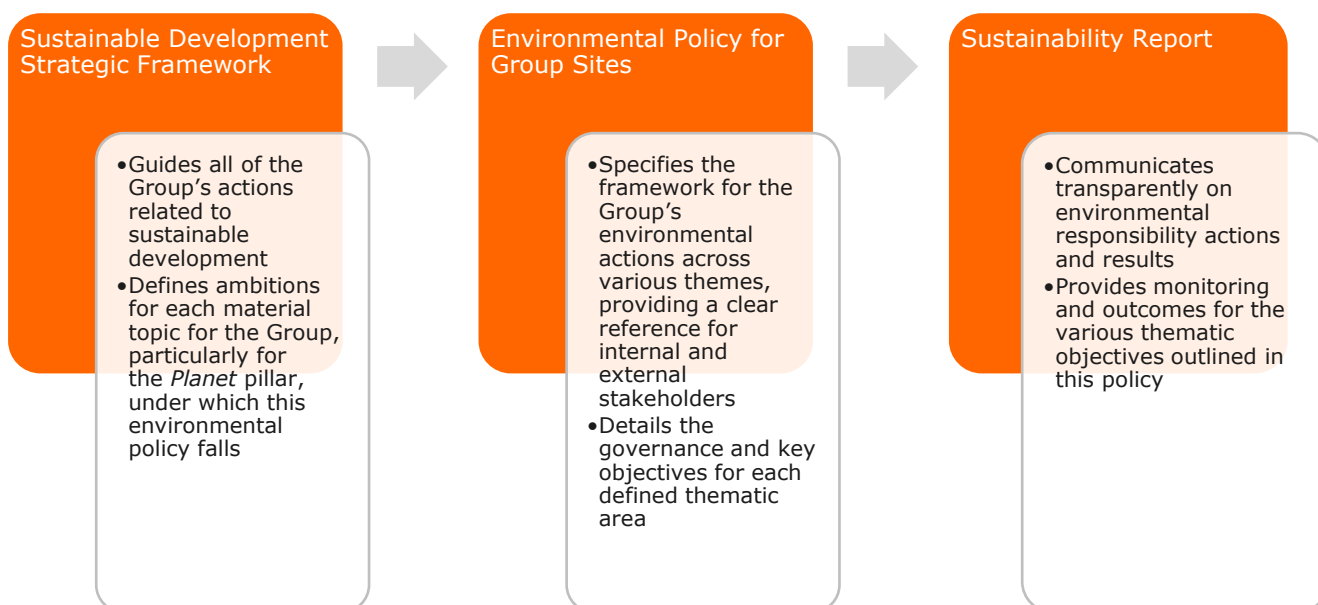 Sustainable Development
Strategic Framework
•Guides all of the
Group’s actions
related to
sustainable
development
•Defines ambitions
for each material
topic for the Group,
particularly for
the Planet pillar,
under which this
environmental
policy falls
Environmental Policy for
Group Sites
•Specifies the
framework for the
Group’s
environmental
actions across
various themes,
providing a clear
reference for
internal and
external
stakeholders
•Details the
governance and key
objectives for each
defined thematic
area
Sustainability Report
•Communicates
transparently on
environmental
responsibility actions
and results
•Provides monitoring
and outcomes for the
various thematic
objectives outlined in
this policy